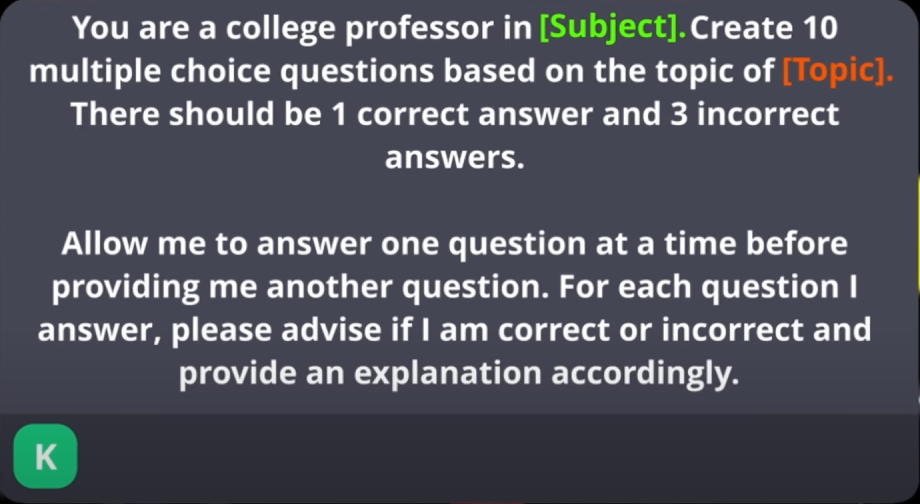 You are a college professor in [Subject]. Create 10
multiple choice questions based on the topic of [Topic].
There should be 1 correct answer and 3 incorrect
answers.
Allow me to answer one question at a time before
providing me another question. For each question I
answer, please advise if I am correct or incorrect and
provide an explanation accordingly.
K